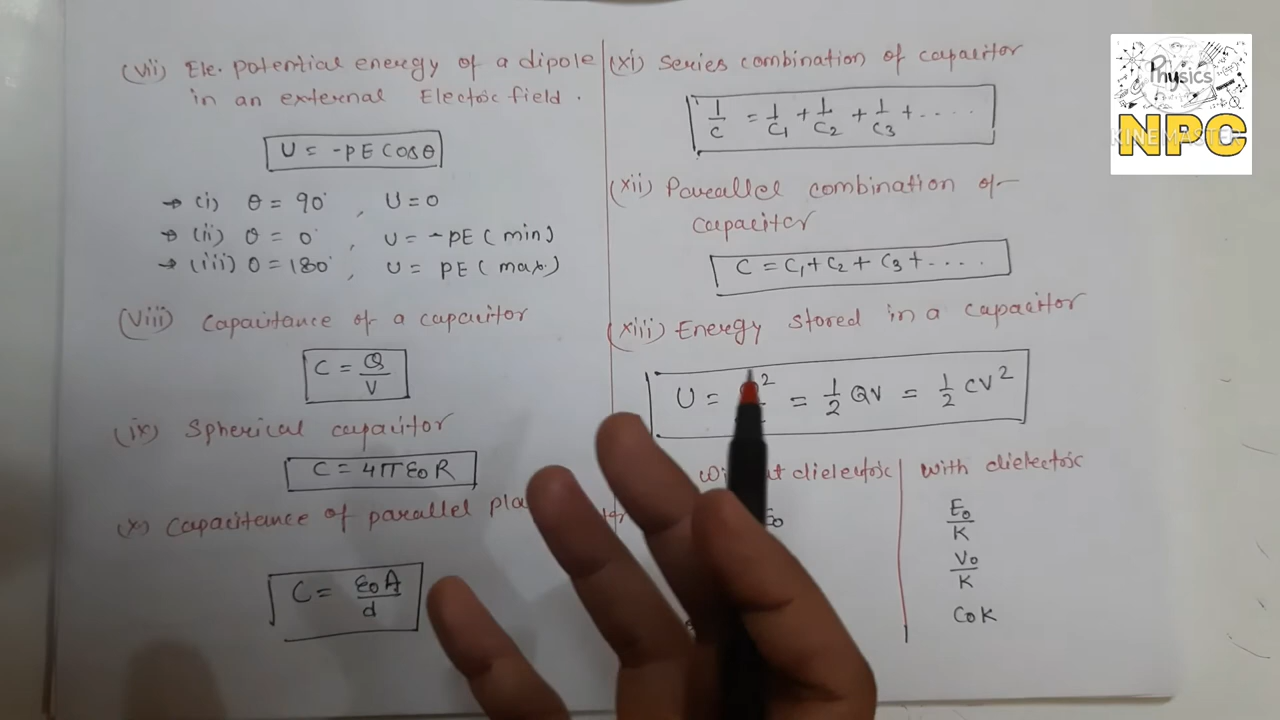 (vii) Ele. potential energy of a dipole
in an external Electric field.
U = -PE cosθ
→ (i) θ = 90°, U = 0
→ (ii) θ = 0°, U = -PE (min)
→ (iii) θ = 180°, U = PE (max.)
(viii) Capacitance of a capacitor
C = Q/V
(ix) Spherical capacitor
C = 4πε0R
(x) Capacitance of parallel
C = ε0A/d
(xi) Series combination of capacitor
1/C = 1/C1 + 1/C2 + 1/C3 + ....
(xii) Parallel combination of
capacitor
C = C1 + C2 + C3 + ....
(xiii) Energy stored in a capacitor
U = = 1/2 QV = 1/2 CV²
dielectric | with dielectric
E0/K
V0/K
C0K
Physics
KINEMASTER
NPC